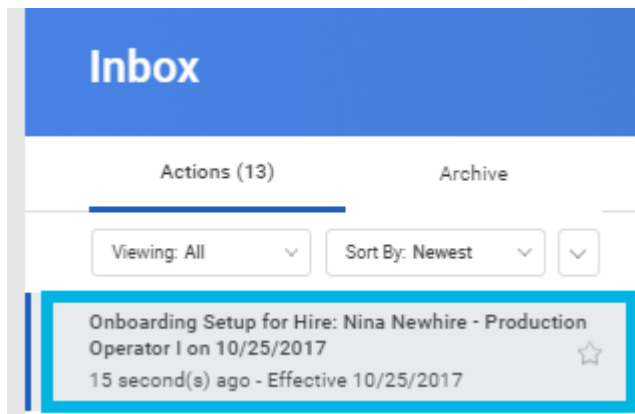 Inbox
Actions (13) Archive
Viewing: All Sort By: Newest
Onboarding Setup for Hire: Nina Newhire - Production
Operator I on 10/25/2017
15 second(s) ago - Effective 10/25/2017